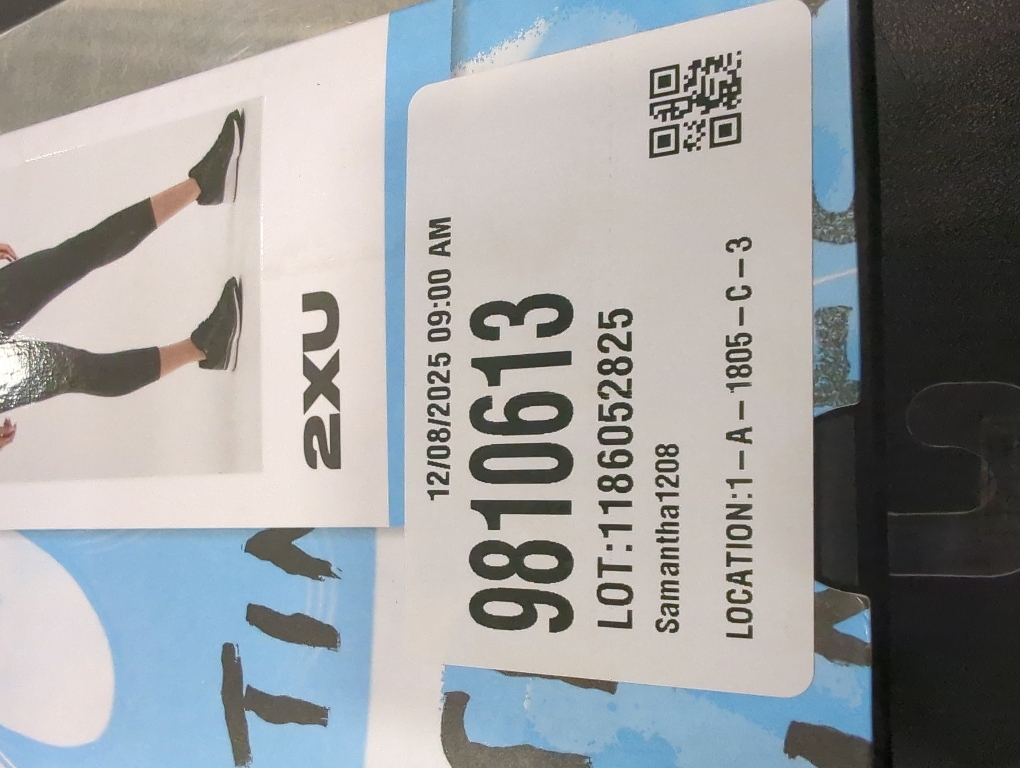 2XU
12/08/2025 09:00 AM
9810613
LOT:1186052825
Samantha1208
LOCATION:1-A-1805-C-3